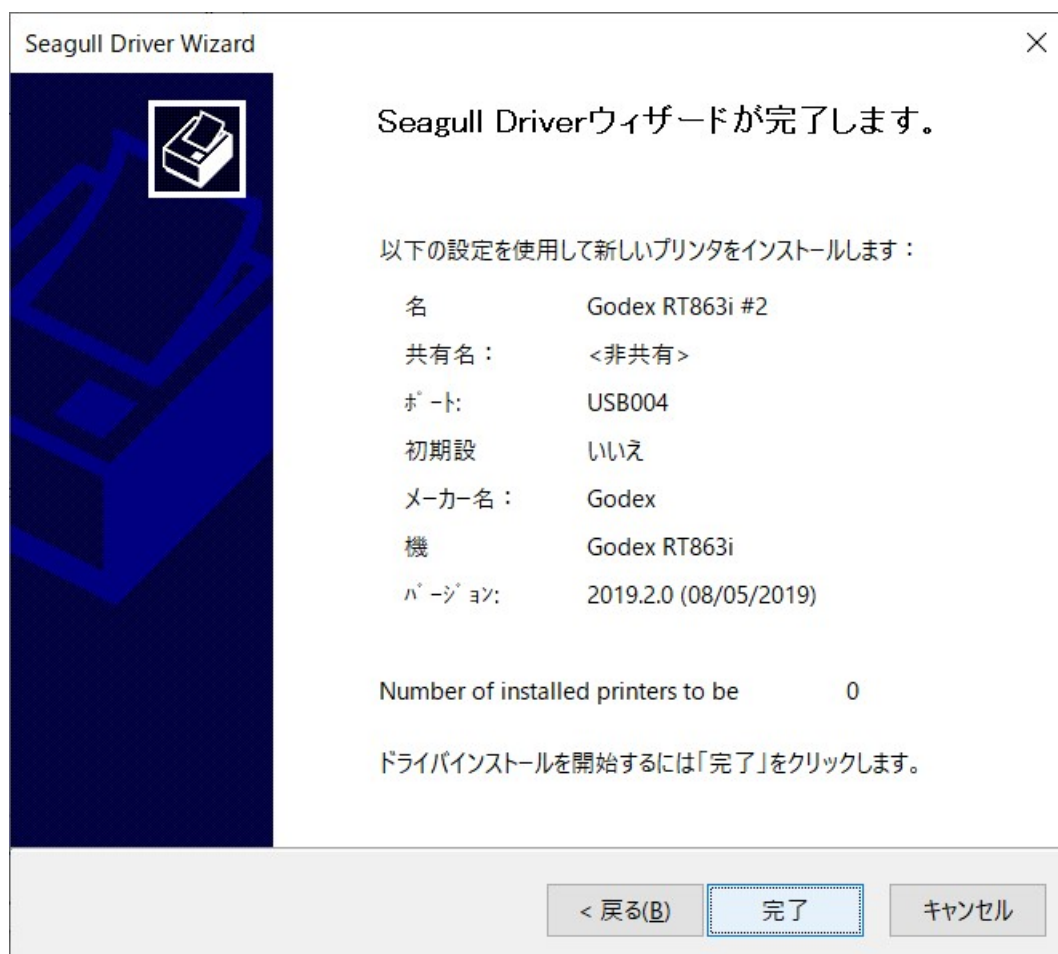 Seagull Driver Wizard
Seagull Driverウィザードが完了します。
以下の設定を使用して新しいプリンタをインストールします：
名 Godex RT863i #2
共有名： <非共有>
ﾎﾟｰﾄ: USB004
初期設 いいえ
メーカー名： Godex
機 Godex RT863i
ﾊﾞｰｼﾞｮﾝ: 2019.2.0 (08/05/2019)
Number of installed printers to be 0
ドライバインストールを開始するには「完了」をクリックします。
< 戻る(B) 完了 キャンセル